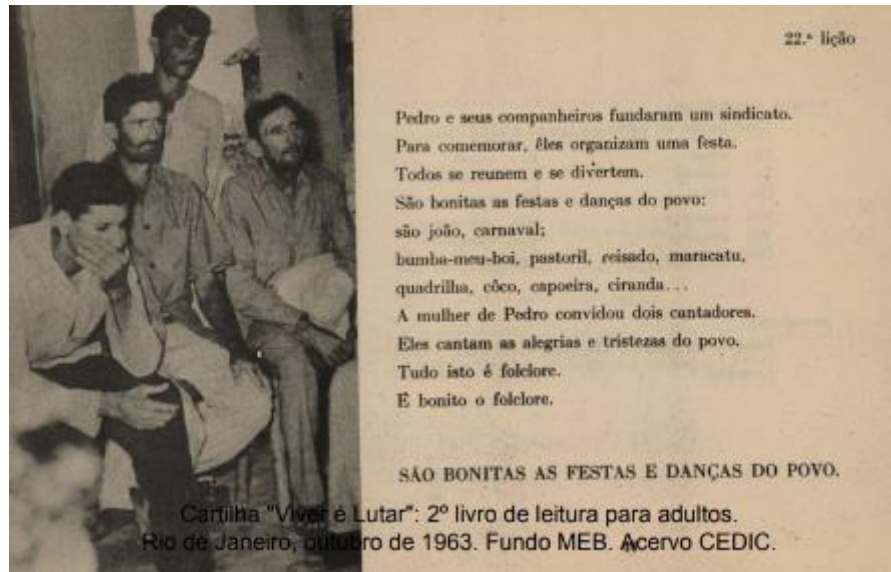 22.ª lição
Pedro e seus companheiros fundaram um sindicato.
Para comemorar, êles organizam uma festa.
Todos se reunem e se divertem.
São bonitas as festas e danças do povo:
são joão, carnaval;
bumba-meu-boi, pastoril, reisado, maracatu,
quadrilha, côco, capoeira, ciranda...
A mulher de Pedro convidou dois cantadores.
Eles cantam as alegrias e tristezas do povo.
Tudo isto é folclore.
É bonito o folclore.
SÃO BONITAS AS FESTAS E DANÇAS DO POVO.
Cartilha "Viver é Lutar": 2º livro de leitura para adultos.
Rio de Janeiro, outubro de 1963. Fundo MEB. Acervo CEDIC.